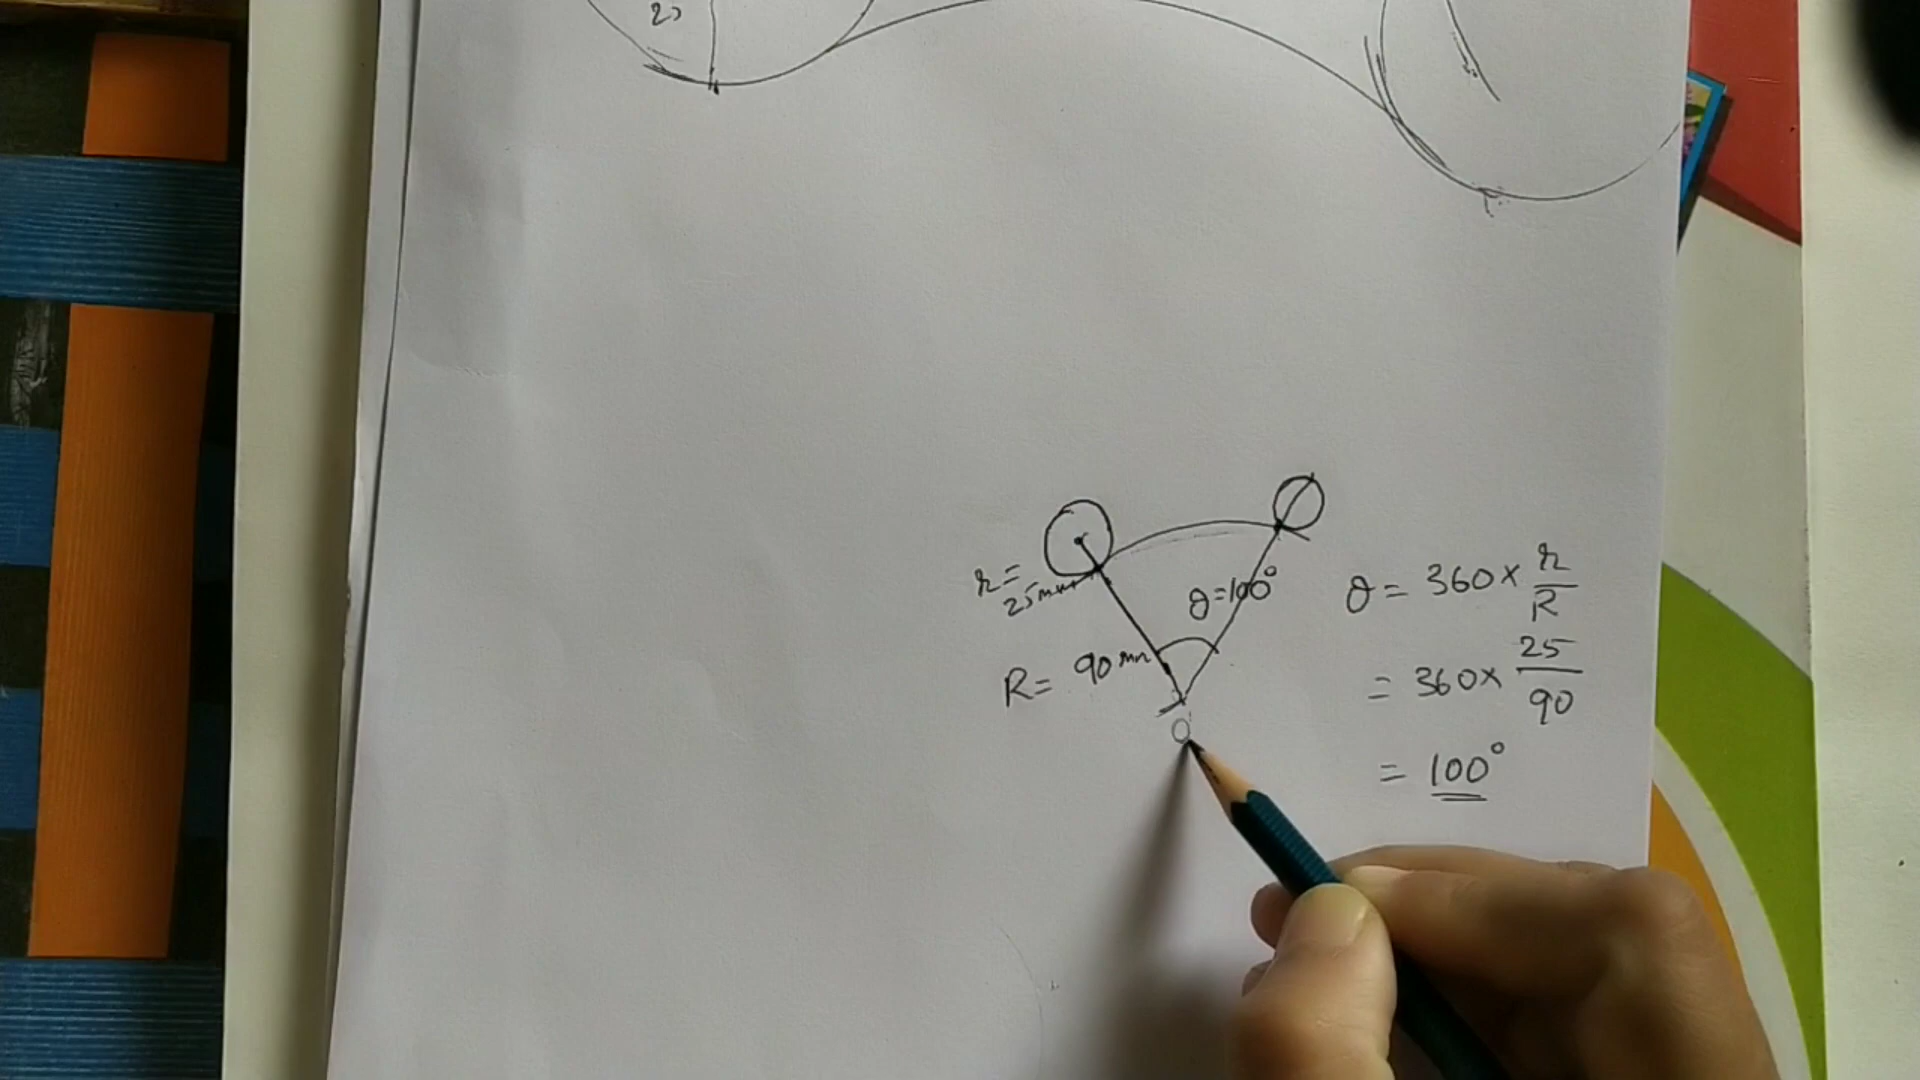 r=
25mm
θ=100°
R= 90mm
O
θ = 360 × r/R
= 360 × 25/90
= 100°